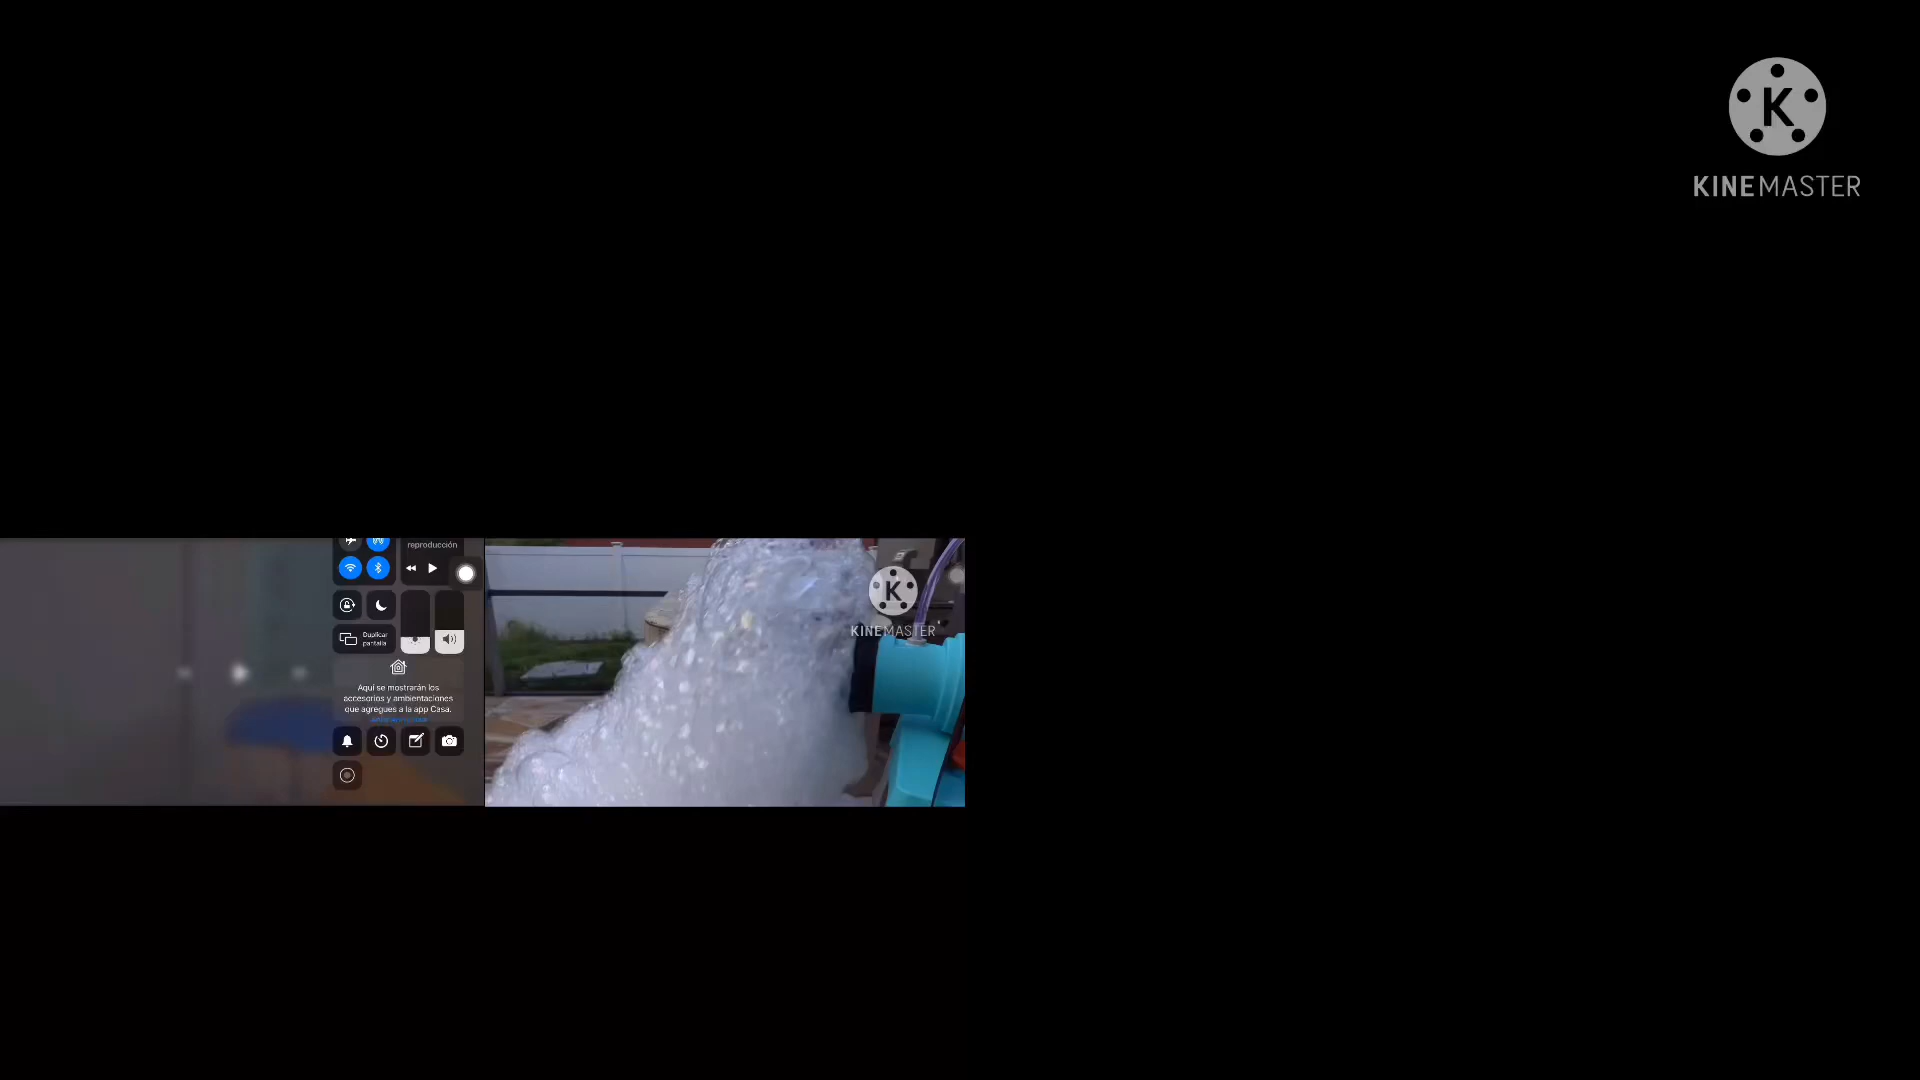 K
KINEMASTER
reproducción
K
KINEMASTER
Duplicar
pantalla
Aquí se mostrarán los
accesorios y ambientaciones
que agregues a la app Casa.